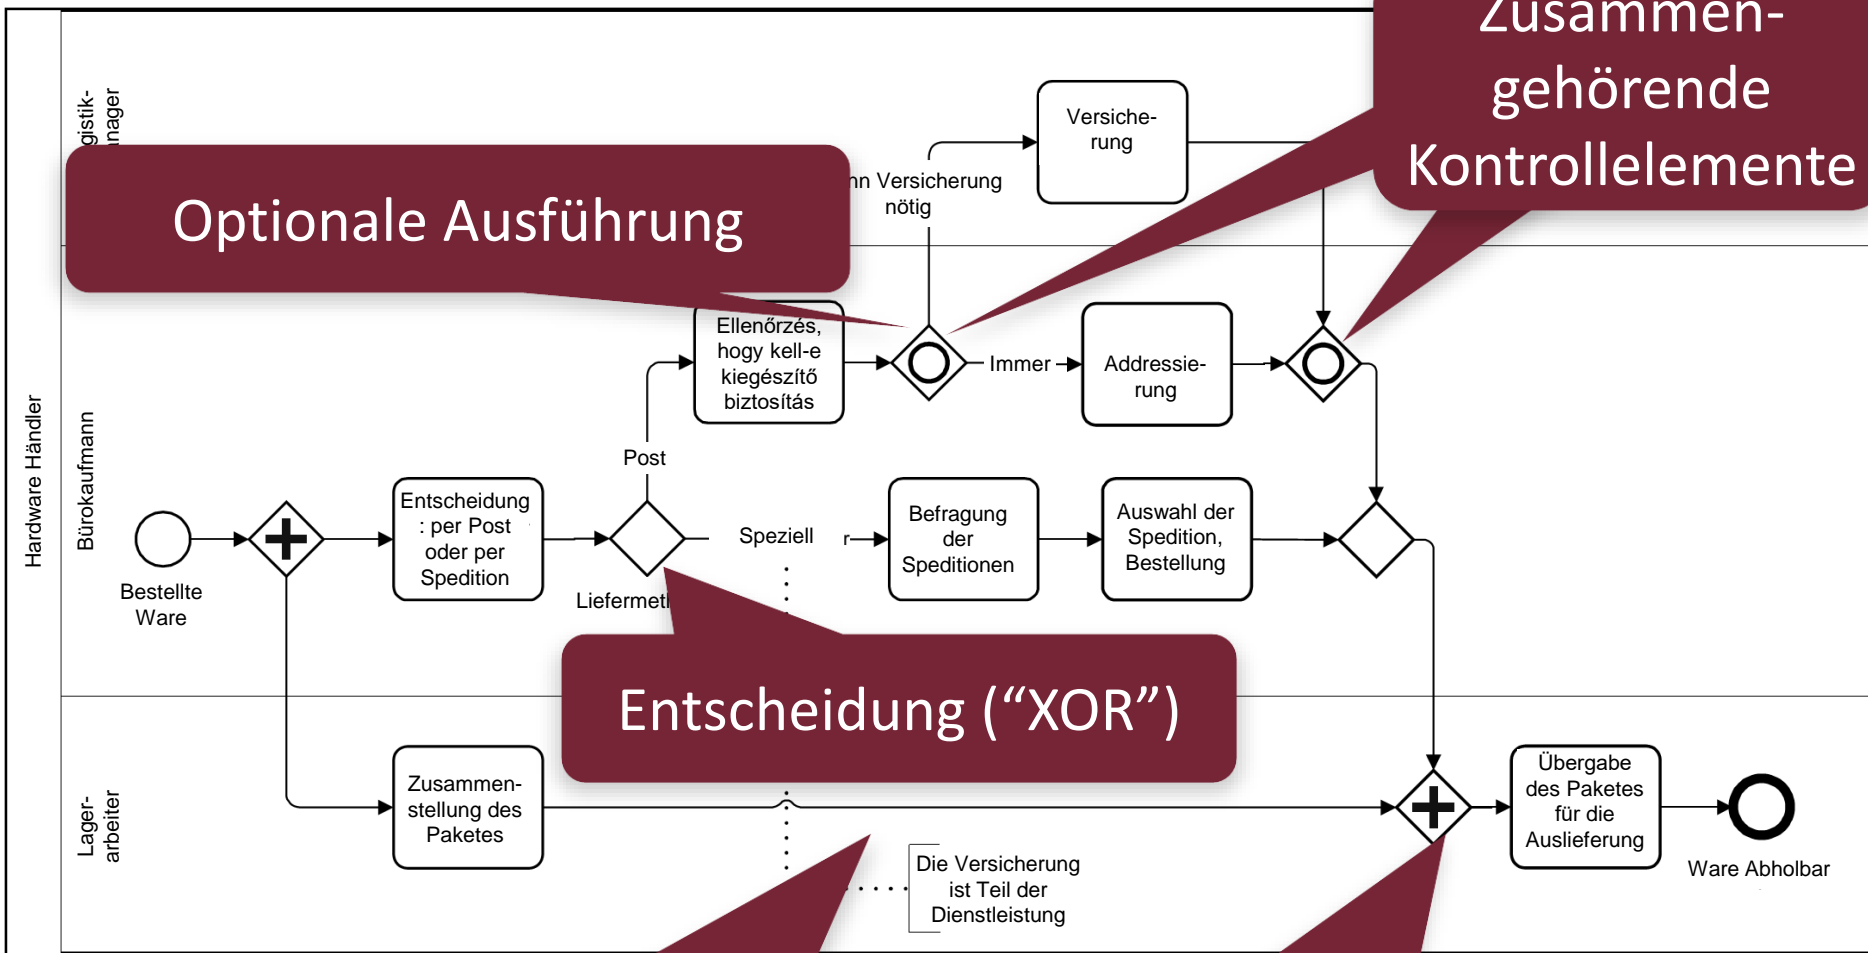 Zusammen-
gehörende
Kontrollelemente
Optionale Ausführung
nn Versicherung
nötig
Versiche-
rung
Hardware Händler
Bürokaufmann
Ellenőrzés,
hogy kell-e
kiegészítő
biztosítás
Immer
Addressie-
rung
Post
Bestellte
Ware
Entscheidung
: per Post
oder per
Spedition
Liefermet
Speziell
r
Befragung
der
Speditionen
Auswahl der
Spedition,
Bestellung
Entscheidung (“XOR”)
Lager-
arbeiter
Zusammen-
stellung des
Paketes
Die Versicherung
ist Teil der
Dienstleistung
Übergabe
des Paketes
für die
Auslieferung
Ware Abholbar